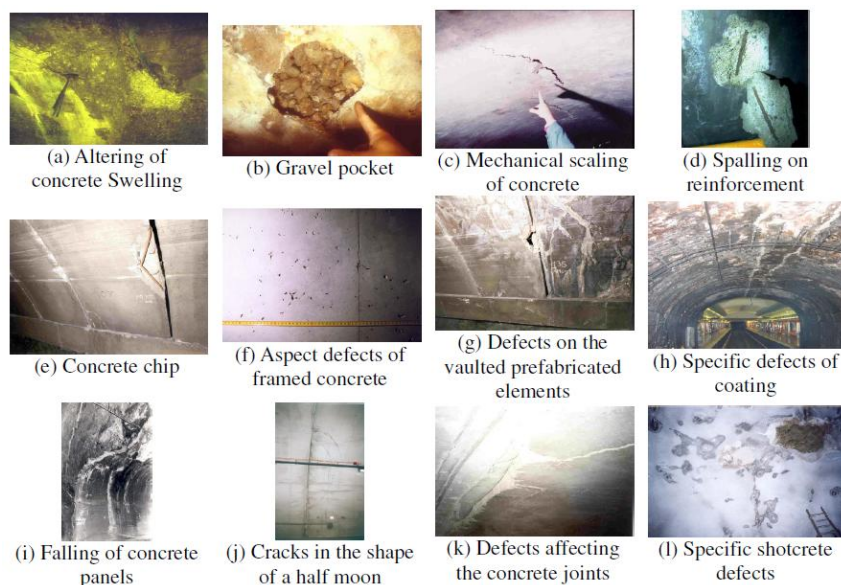 (a) Altering of
concrete Swelling
(b) Gravel pocket
(c) Mechanical scaling
of concrete
(d) Spalling on
reinforcement
(e) Concrete chip
(f) Aspect defects of
framed concrete
(g) Defects on the
vaulted prefabricated
elements
(h) Specific defects of
coating
(i) Falling of concrete
panels
(j) Cracks in the shape
of a half moon
(k) Defects affecting
the concrete joints
(l) Specific shotcrete
defects